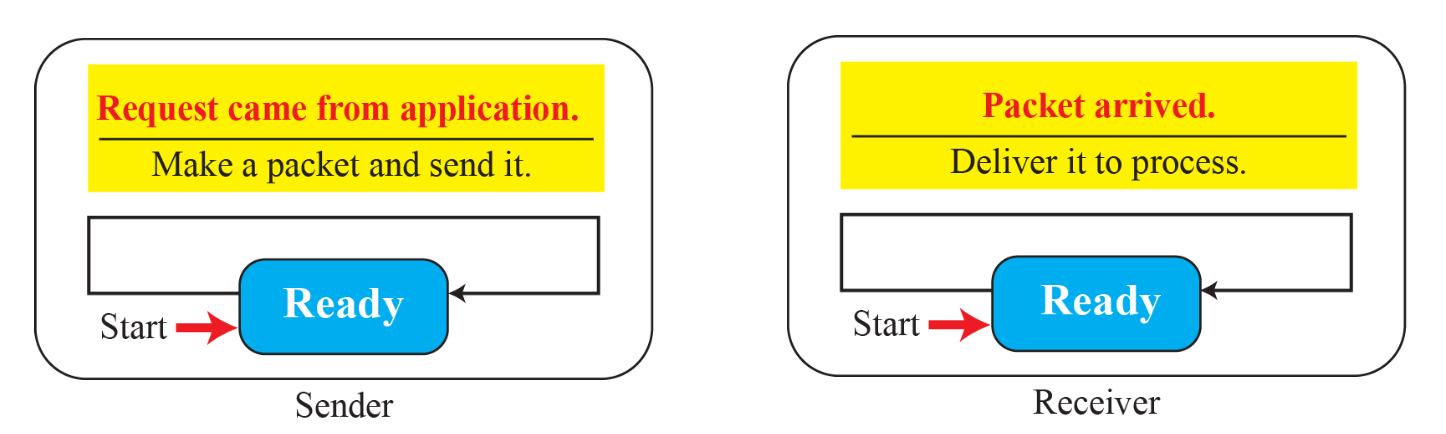 Request came from application.
Make a packet and send it.
Ready
Start
Sender
Packet arrived.
Deliver it to process.
Ready
Start
Receiver